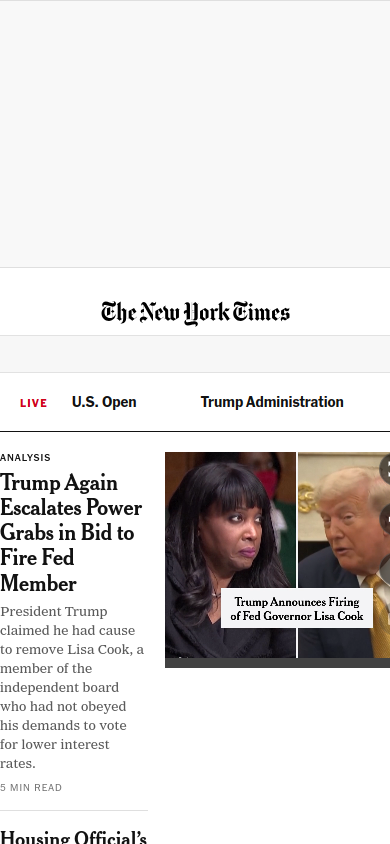 The New York Times
LIVE
U.S. Open
Trump Administration
ANALYSIS
Trump Again
Escalates Power
Grabs in Bid to
Fire Fed
Member
President Trump
claimed he had cause
to remove Lisa Cook, a
member of the
independent board
who had not obeyed
his demands to vote
for lower interest
rates.
5 MIN READ
Trump Announces Firing
of Fed Governor Lisa Cook
Housing Official’s